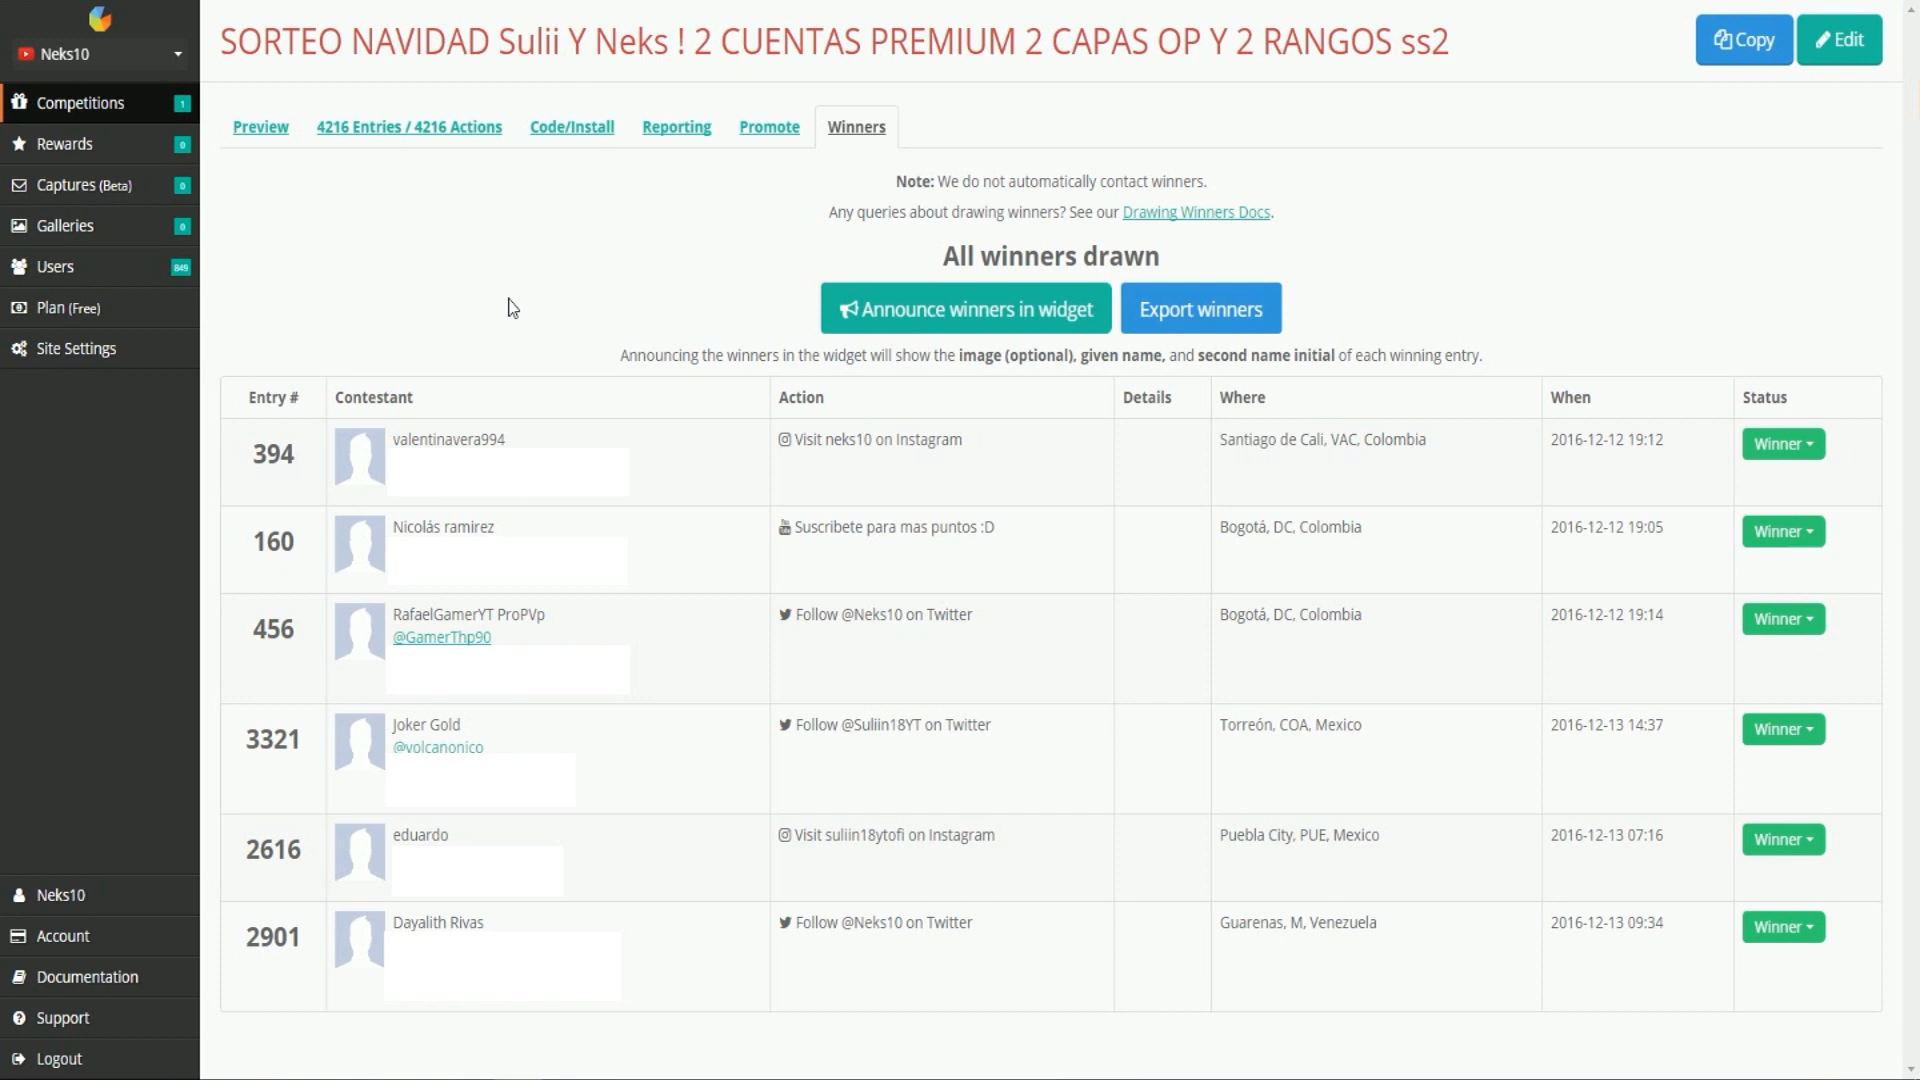 Neks10
Competitions 1
Rewards 0
Captures (Beta) 0
Galleries 0
Users 849
Plan (Free)
Site Settings
Neks10
Account
Documentation
Support
Logout
SORTEO NAVIDAD Sulii Y Neks ! 2 CUENTAS PREMIUM 2 CAPAS OP Y 2 RANGOS ss2
Copy Edit
Preview 4216 Entries / 4216 Actions Code/Install Reporting Promote Winners
Note: We do not automatically contact winners.
Any queries about drawing winners? See our Drawing Winners Docs.
All winners drawn
Announce winners in widget Export winners
Announcing the winners in the widget will show the image (optional), given name, and second name initial of each winning entry.
Entry # Contestant Action Details Where When Status
394 valentinavera994 Visit neks10 on Instagram Santiago de Cali, VAC, Colombia 2016-12-12 19:12 Winner
160 Nicolás ramirez Suscribete para mas puntos :D Bogotá, DC, Colombia 2016-12-12 19:05 Winner
456 RafaelGamerYT ProPVp Follow @Neks10 on Twitter Bogotá, DC, Colombia 2016-12-12 19:14 Winner
@GamerThp90
3321 Joker Gold Follow @Suliin18YT on Twitter Torreón, COA, Mexico 2016-12-13 14:37 Winner
@volcanonico
2616 eduardo Visit suliin18ytofi on Instagram Puebla City, PUE, Mexico 2016-12-13 07:16 Winner
2901 Dayalith Rivas Follow @Neks10 on Twitter Guarenas, M, Venezuela 2016-12-13 09:34 Winner